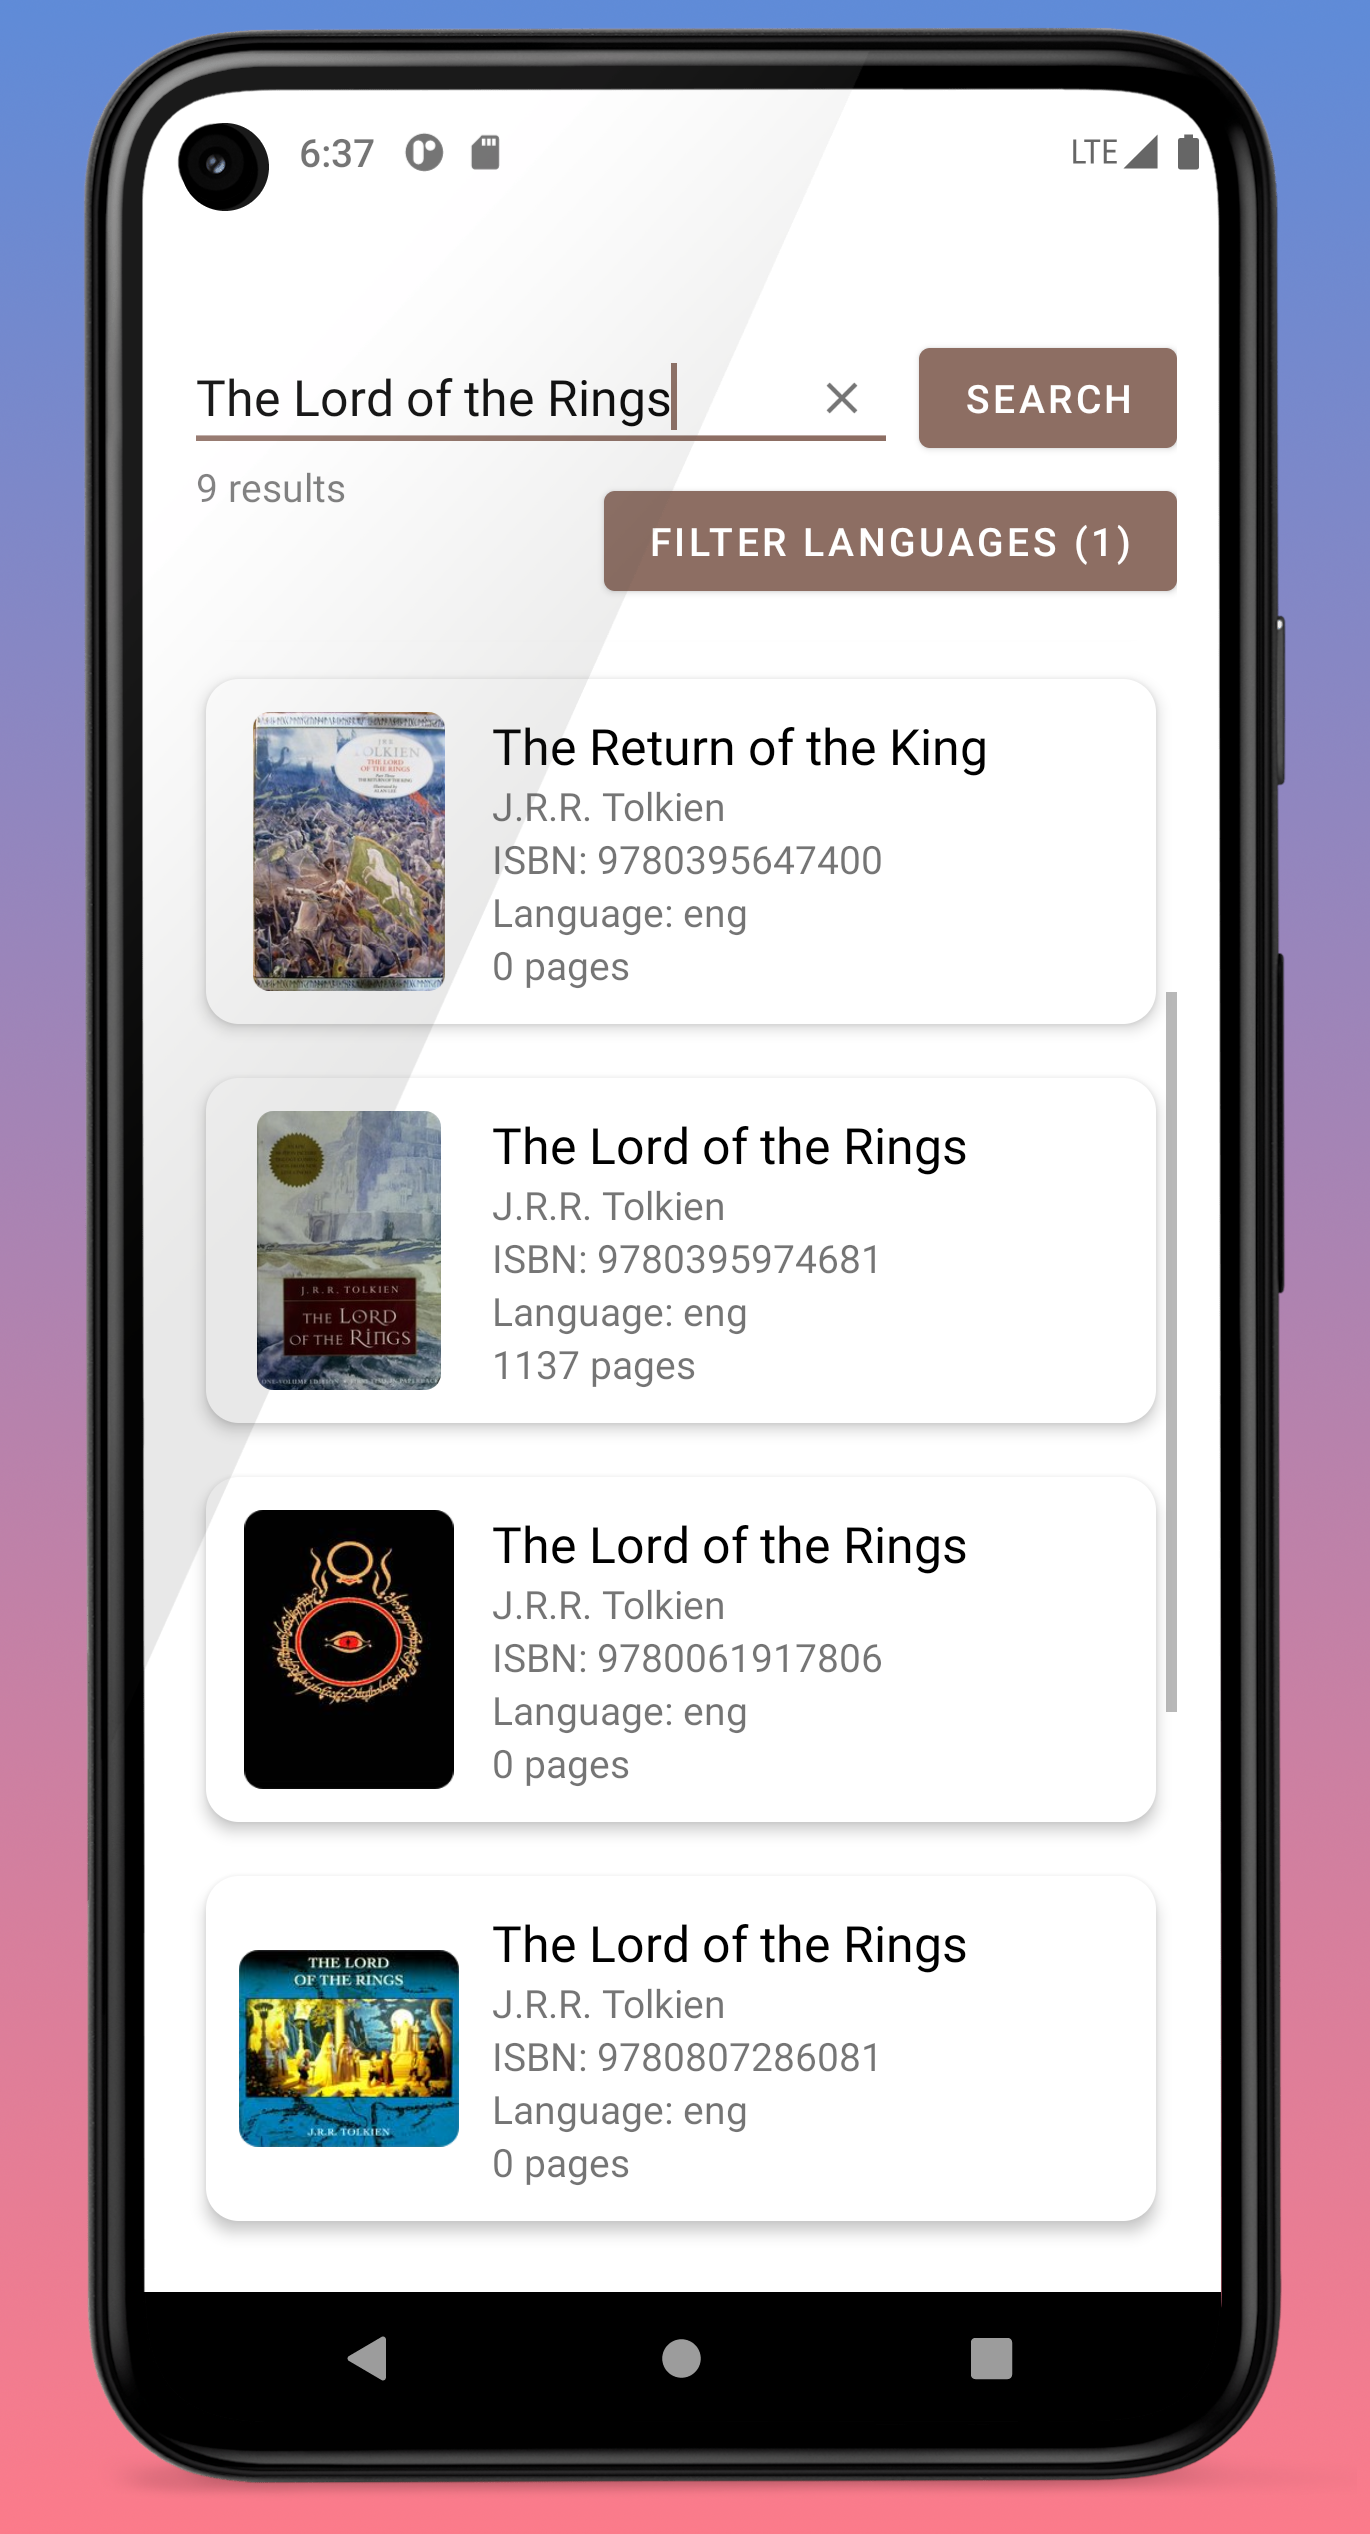 6:37
LTE
The Lord of the Rings
SEARCH
9 results
FILTER LANGUAGES (1)
TOLKIEN
THE LORD
OF THE RINGS
The Return of the King
J.R.R. Tolkien
ISBN: 9780395647400
Language: eng
0 pages
J.R.R. TOLKIEN
THE LORD
OF THE RINGS
The Lord of the Rings
J.R.R. Tolkien
ISBN: 9780395974681
Language: eng
1137 pages
The Lord of the Rings
J.R.R. Tolkien
ISBN: 9780061917806
Language: eng
0 pages
THE LORD
OF THE RINGS
J.R.R. TOLKIEN
The Lord of the Rings
J.R.R. Tolkien
ISBN: 9780807286081
Language: eng
0 pages